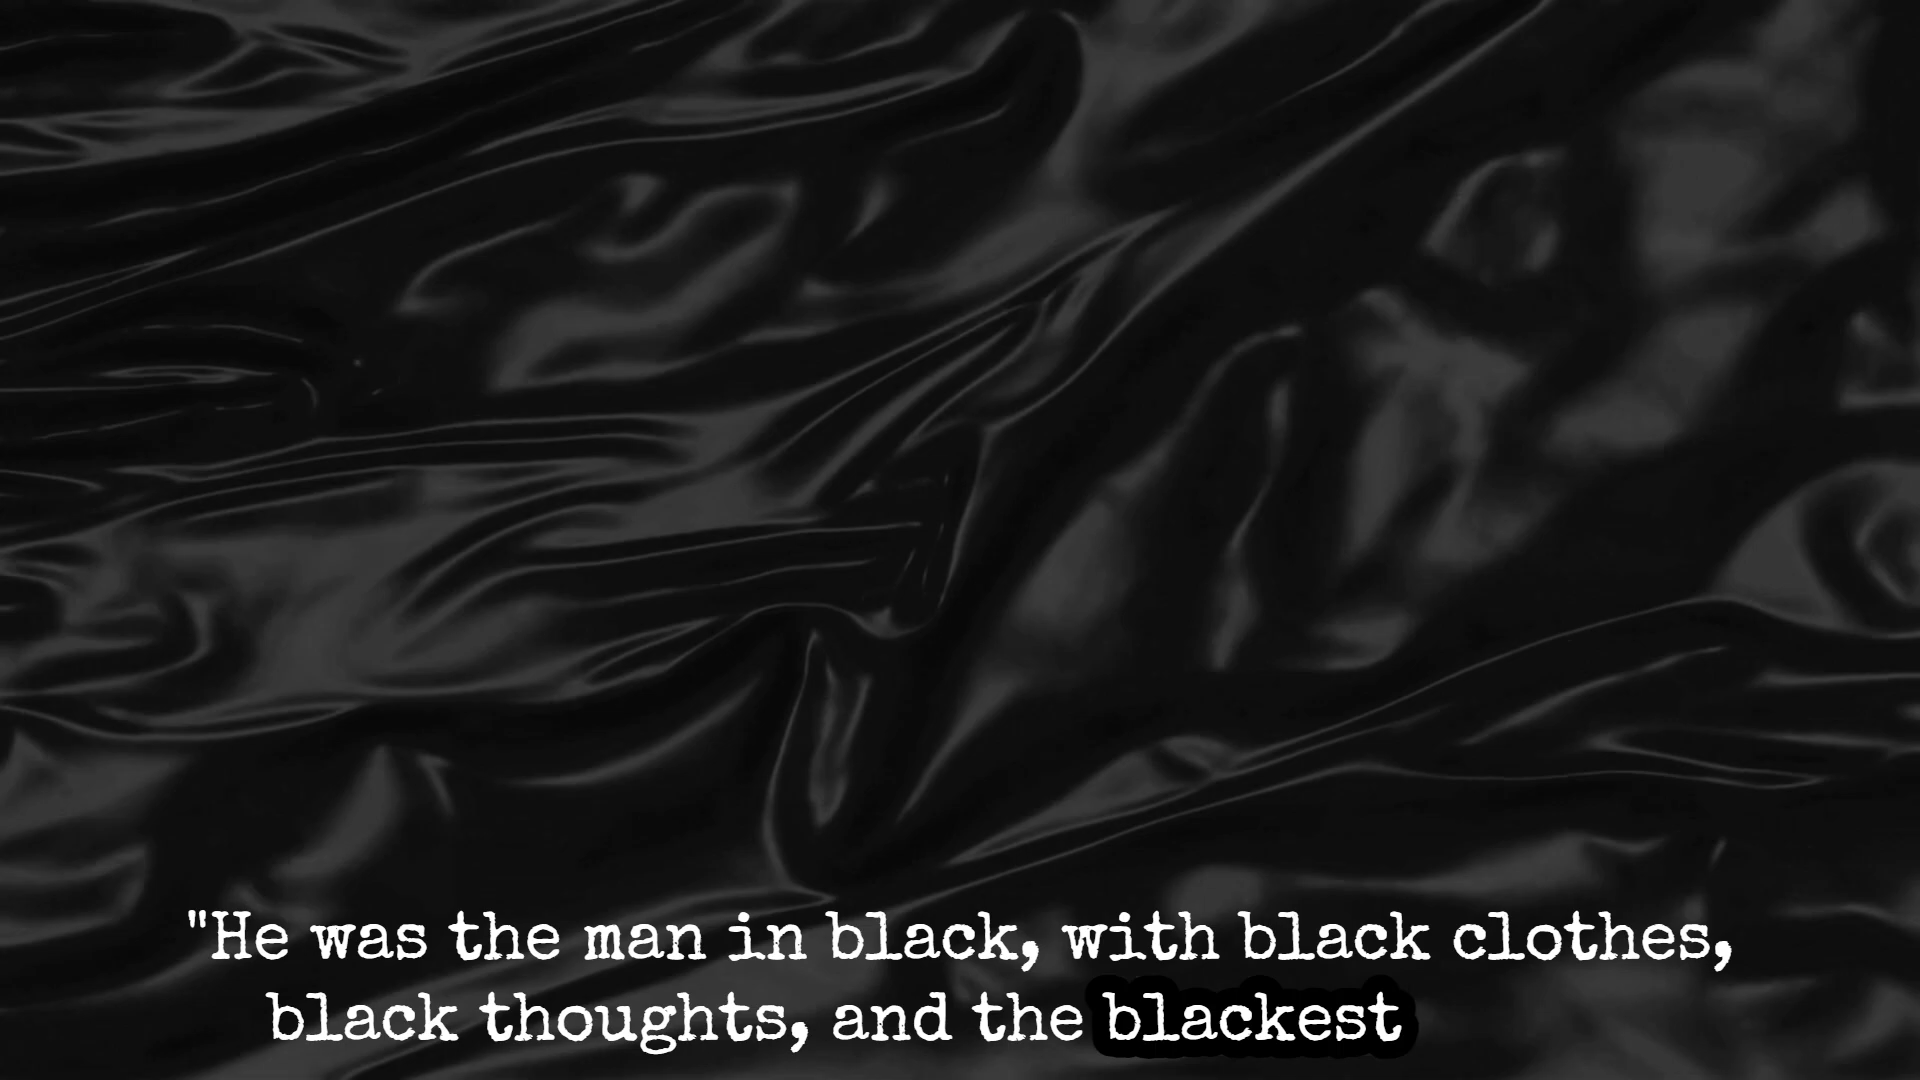 "He was the man in black, with black clothes,
black thoughts, and the blackest